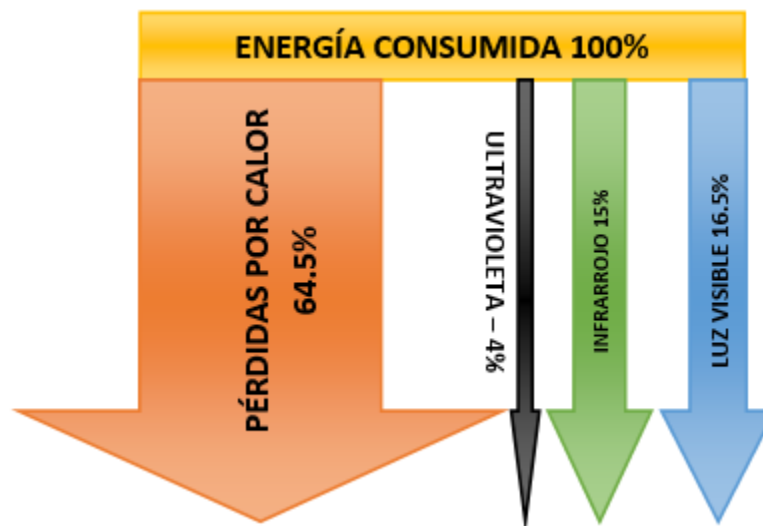 ENERGÍA CONSUMIDA 100%
PÉRDIDAS POR CALOR
64.5%
ULTRAVIOLETA – 4%
INFRARROJO 15%
LUZ VISIBLE 16.5%